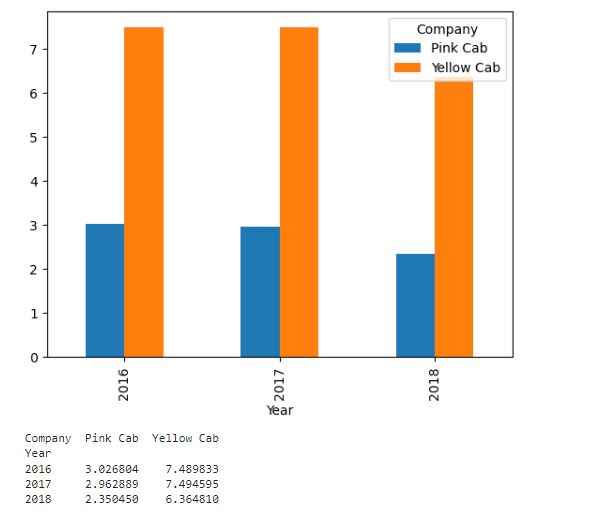 Company
Pink Cab
Yellow Cab
7
6
5
4
3
2
1
0
2016 2017 2018
Year
Company Pink Cab Yellow Cab
Year
2016 3.026804 7.489833
2017 2.962889 7.494595
2018 2.350450 6.364810